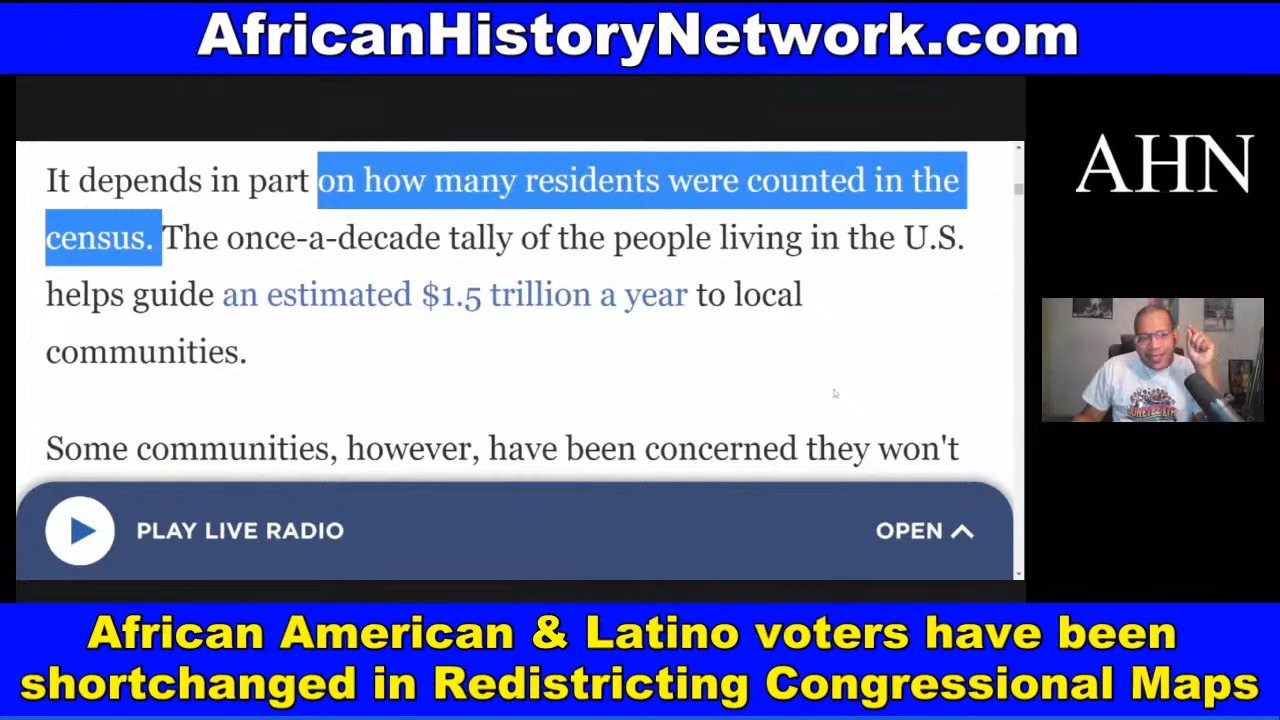 AfricanHistoryNetwork.com
It depends in part on how many residents were counted in the
census. The once-a-decade tally of the people living in the U.S.
helps guide an estimated $1.5 trillion a year to local
communities.
Some communities, however, have been concerned they won't
PLAY LIVE RADIO
OPEN
AHN
JUNETEENTH
African American & Latino voters have been
shortchanged in Redistricting Congressional Maps